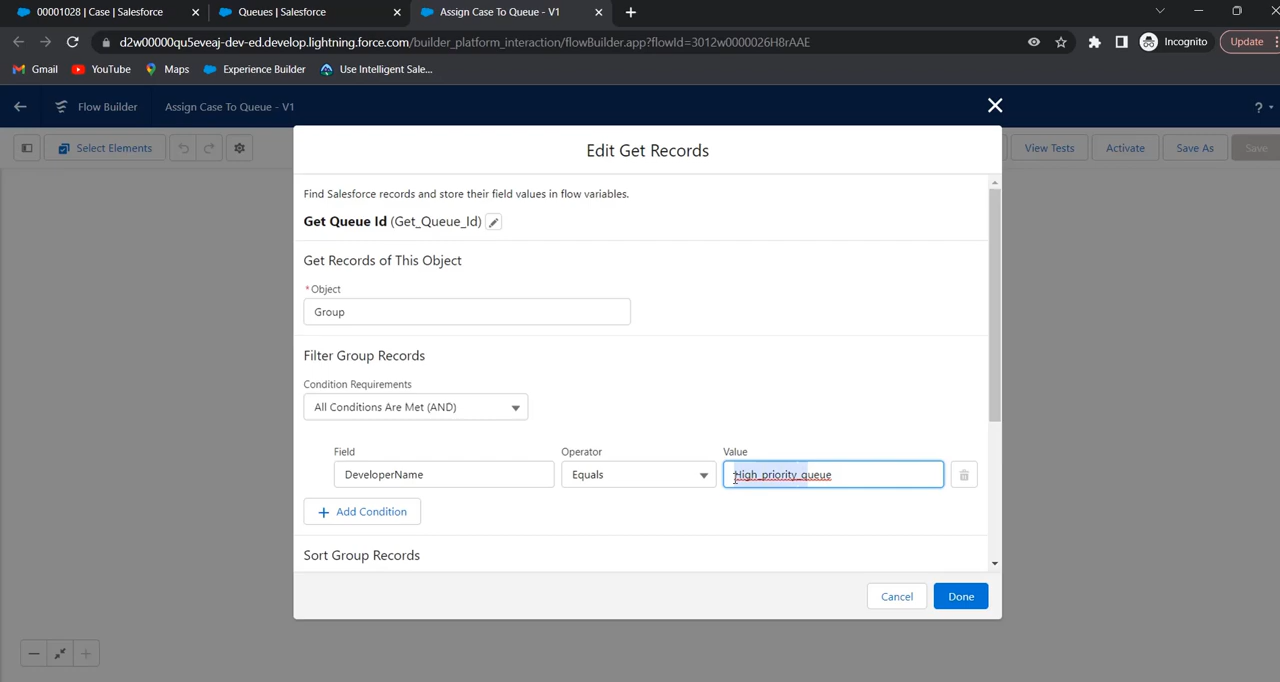 00001028 | Case | Salesforce
Queues | Salesforce
Assign Case To Queue - V1
d2w00000qu5eveaj-dev-ed.develop.lightning.force.com/builder_platform_interaction/flowBuilder.app?flowId=3012w0000026H8rAAE
Incognito
Update
Gmail
YouTube
Maps
Experience Builder
Use Intelligent Sale...
Flow Builder
Assign Case To Queue - V1
?
Select Elements
View Tests
Activate
Save As
Save
Edit Get Records
Find Salesforce records and store their field values in flow variables.
Get Queue Id (Get_Queue_Id)
Get Records of This Object
* Object
Group
Filter Group Records
Condition Requirements
All Conditions Are Met (AND)
Field
Operator
Value
DeveloperName
Equals
High_priority_queue
+ Add Condition
Sort Group Records
Cancel
Done